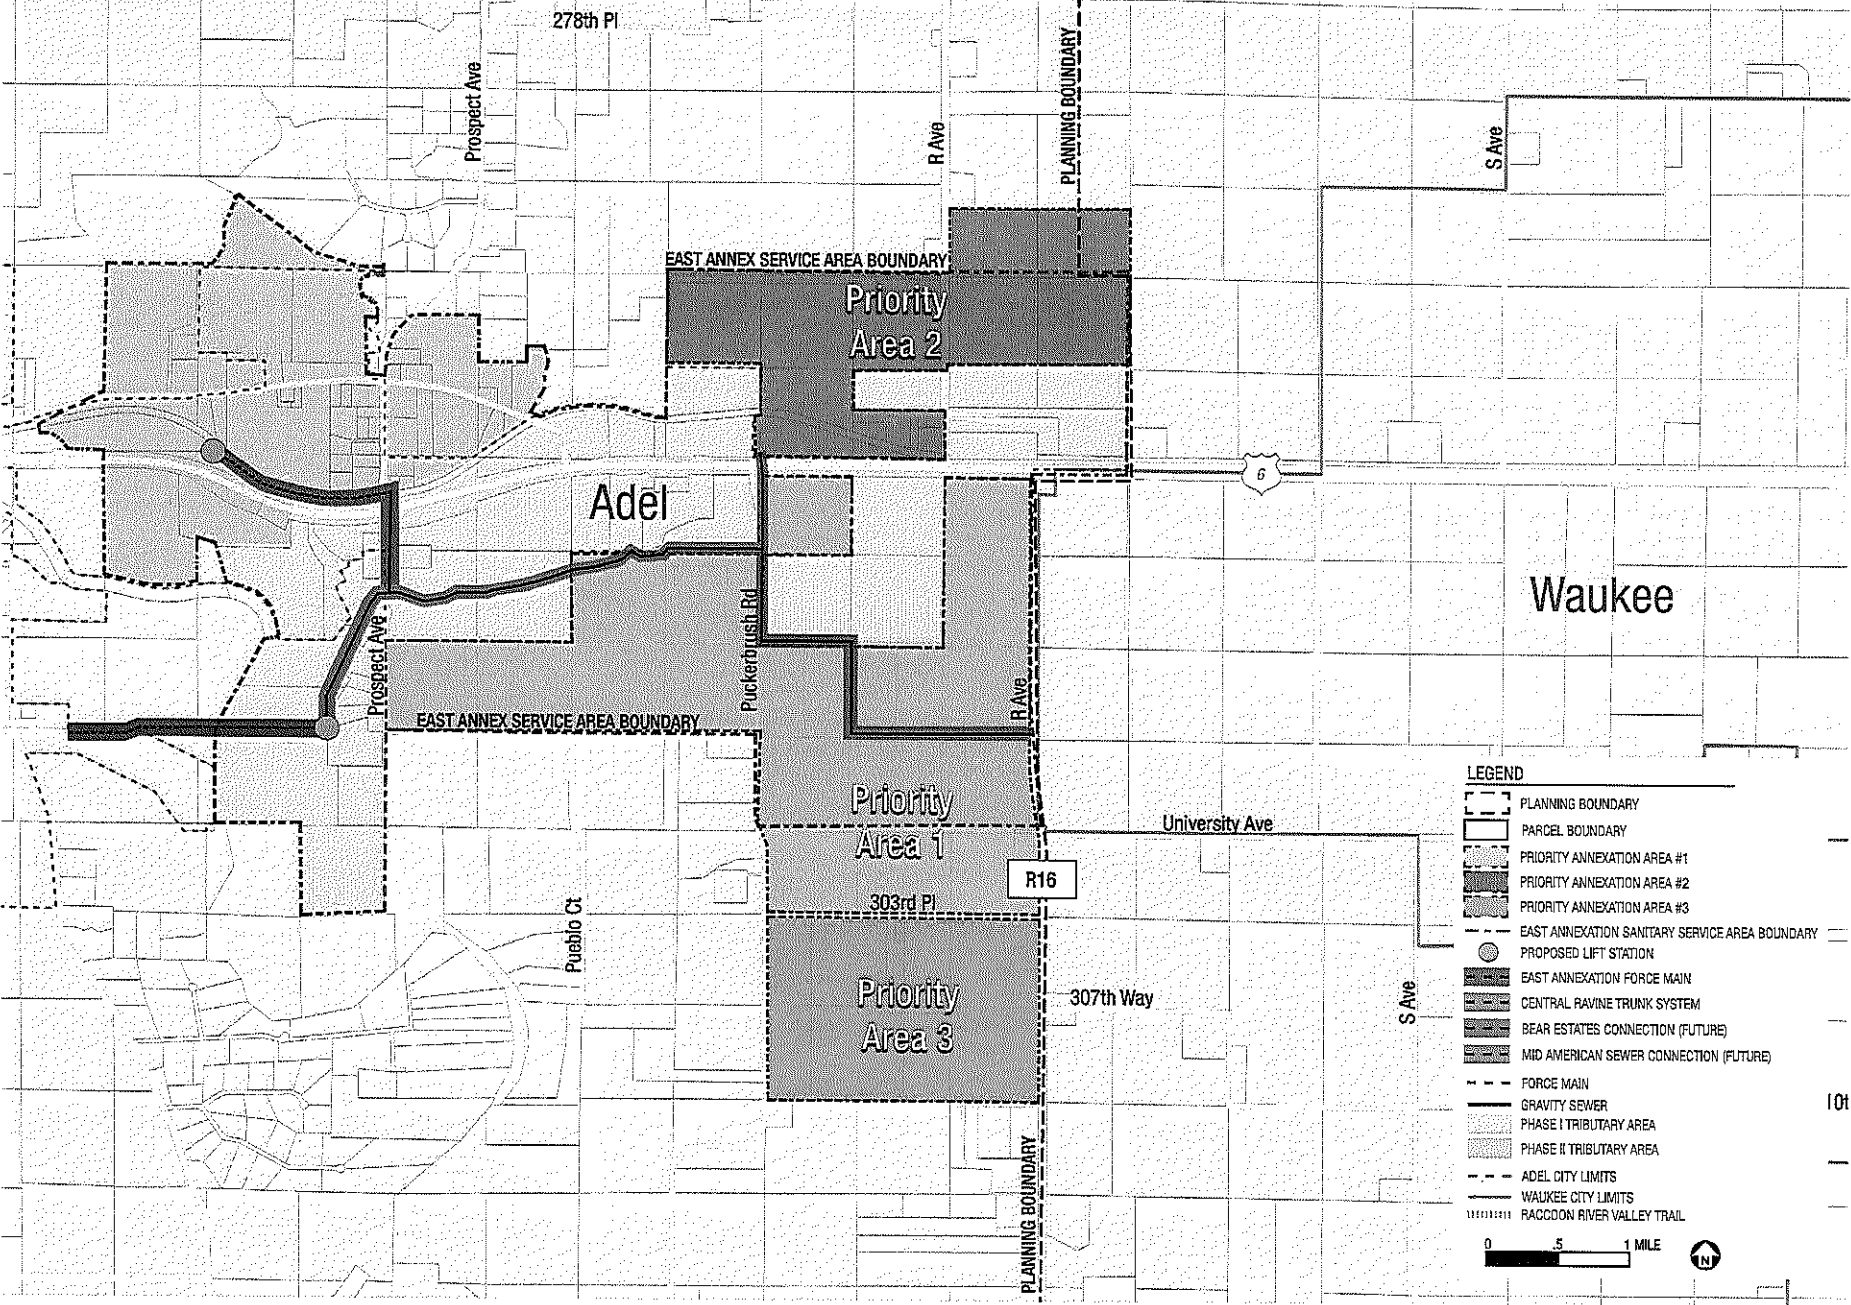 278th Pl
Prospect Ave
R Ave
PLANNING BOUNDARY
S Ave
EAST ANNEX SERVICE AREA BOUNDARY
Priority
Area 2
6
Adel
Waukee
Puckerbrush Rd
Prospect Ave
R Ave
EAST ANNEX SERVICE AREA BOUNDARY
Priority
Area 1
University Ave
R16
303rd Pl
Pueblo Ct
Priority
Area 3
307th Way
S Ave
PLANNING BOUNDARY
LEGEND
PLANNING BOUNDARY
PARCEL BOUNDARY
PRIORITY ANNEXATION AREA #1
PRIORITY ANNEXATION AREA #2
PRIORITY ANNEXATION AREA #3
EAST ANNEXATION SANITARY SERVICE AREA BOUNDARY
PROPOSED LIFT STATION
EAST ANNEXATION FORCE MAIN
CENTRAL RAVINE TRUNK SYSTEM
BEAR ESTATES CONNECTION (FUTURE)
MID AMERICAN SEWER CONNECTION (FUTURE)
FORCE MAIN
GRAVITY SEWER
PHASE I TRIBUTARY AREA
PHASE II TRIBUTARY AREA
ADEL CITY LIMITS
WAUKEE CITY LIMITS
RACCOON RIVER VALLEY TRAIL
0 .5 1 MILE
N